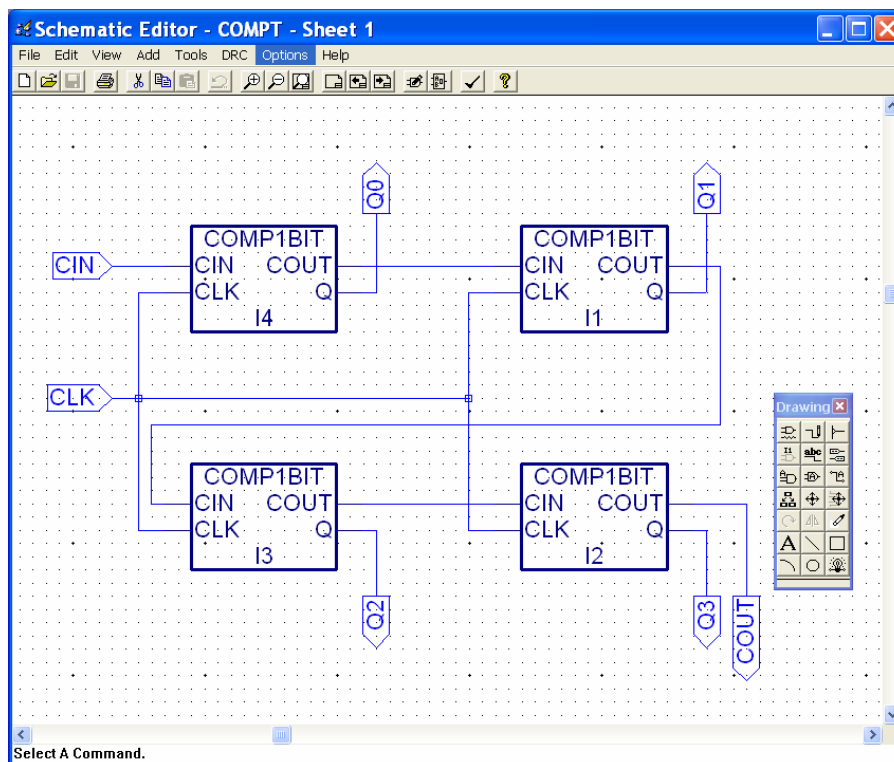 Schematic Editor - COMPT - Sheet 1
File Edit View Add Tools DRC Options Help
Q0
Q1
COMP1BIT
CIN COUT
CLK Q
I4
COMP1BIT
CIN COUT
CLK Q
I1
CIN
CLK
Drawing
I1
abc
A
COMP1BIT
CIN COUT
CLK Q
I3
COMP1BIT
CIN COUT
CLK Q
I2
Q2
Q3
COUT
Select A Command.